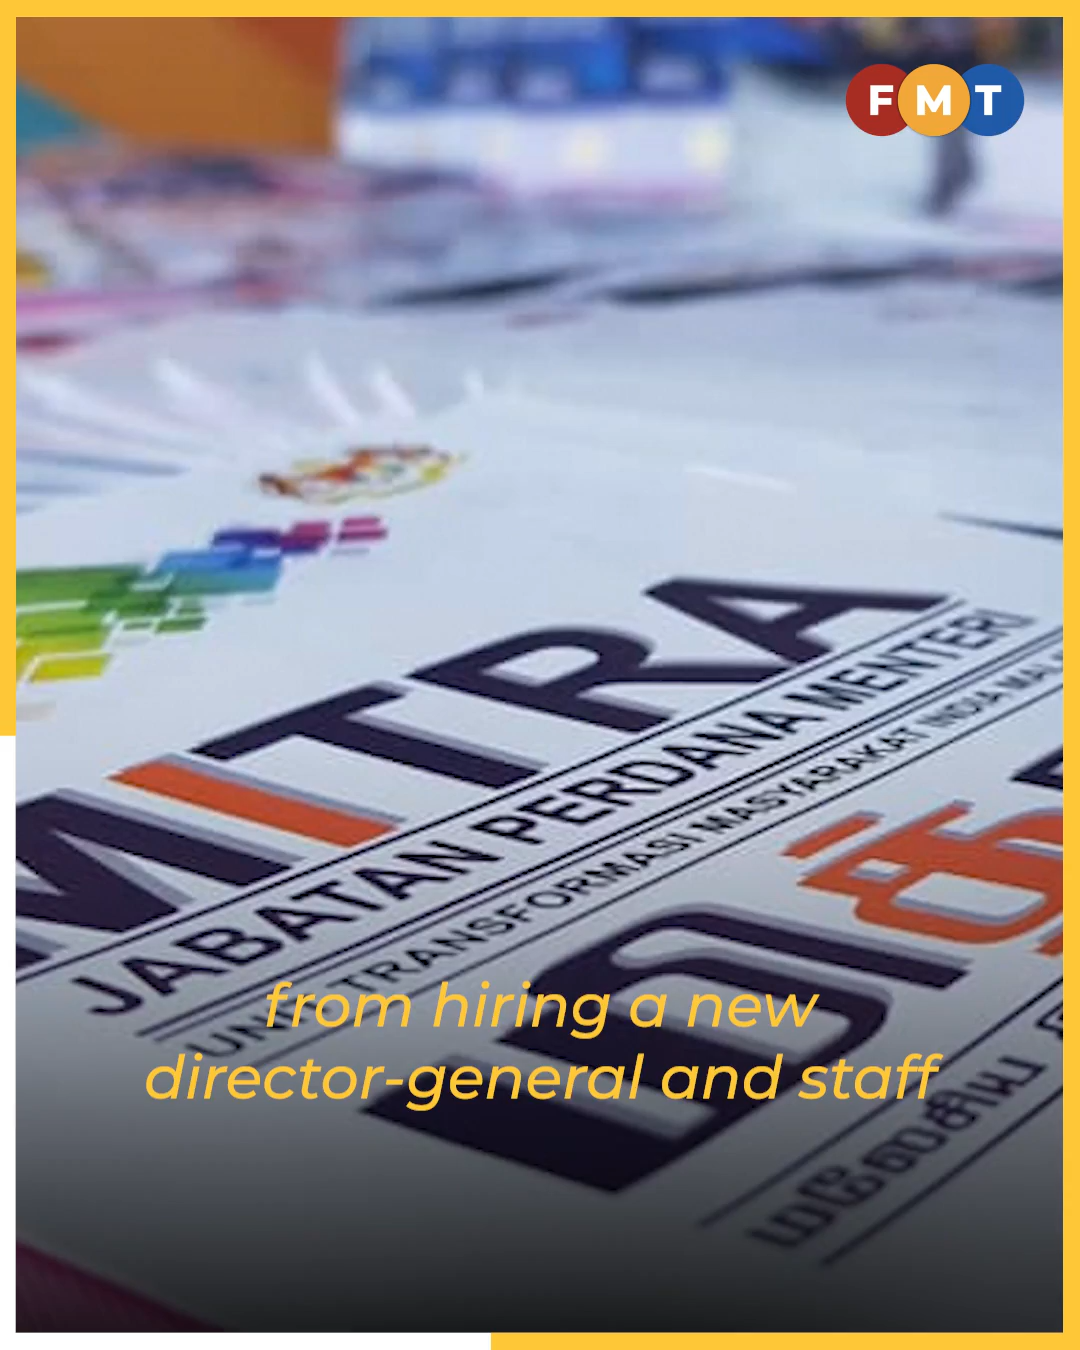 FMT
MITRA
JABATAN PERDANA MENTERI
UNIT TRANSFORMASI MASYARAKAT INDIA
from hiring a new
director-general and staff